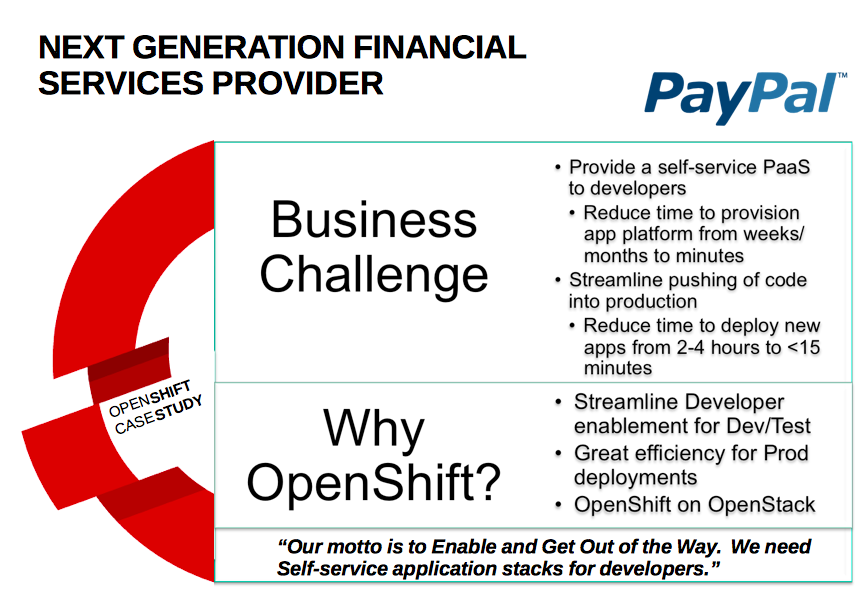 NEXT GENERATION FINANCIAL
SERVICES PROVIDER
PayPal™
Business
Challenge
• Provide a self-service PaaS
to developers
• Reduce time to provision
app platform from weeks/
months to minutes
• Streamline pushing of code
into production
• Reduce time to deploy new
apps from 2-4 hours to <15
minutes
OPENSHIFT
CASESTUDY
Why
OpenShift?
• Streamline Developer
enablement for Dev/Test
• Great efficiency for Prod
deployments
• OpenShift on OpenStack
“Our motto is to Enable and Get Out of the Way. We need
Self-service application stacks for developers.”